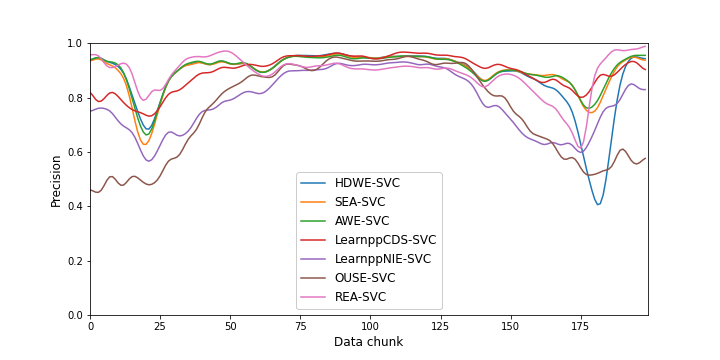 1.0
0.8
0.6
0.4
0.2
0.0
Precision
0 25 50 75 100 125 150 175
Data chunk
HDWE-SVC
SEA-SVC
AWE-SVC
LearnppCDS-SVC
LearnppNIE-SVC
OUSE-SVC
REA-SVC